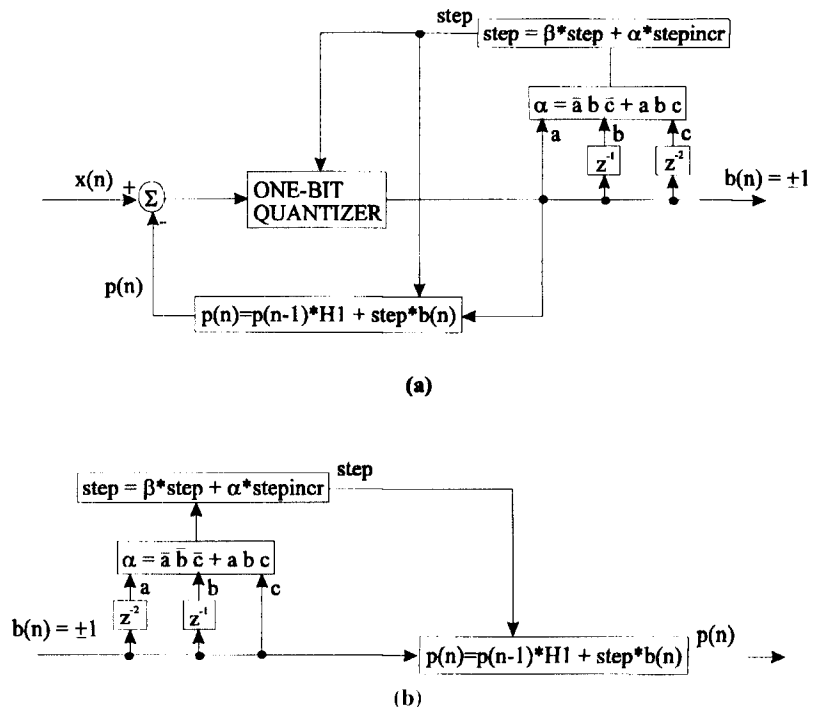 step
step = β*step + α*stepincr
α = a̅ b c̅ + a b c
a b c
z⁻¹ z⁻²
x(n) + Σ ONE-BIT QUANTIZER b(n) = ±1
-
p(n)
p(n)=p(n-1)*H1 + step*b(n)
(a)
step
step = β*step + α*stepincr
α = a̅ b̅ c̅ + a b c
a b c
z⁻² z⁻¹
b(n) = ±1
p(n)=p(n-1)*H1 + step*b(n) p(n)
(b)